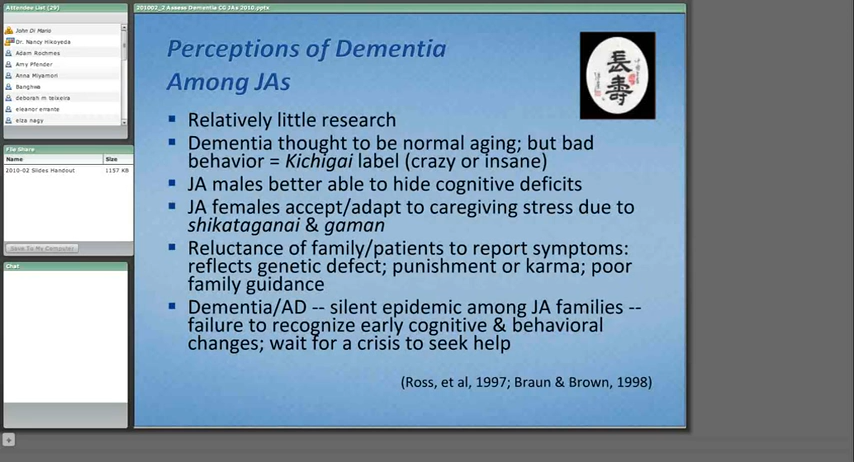 Attendee List (29)
John Di Mario
Dr. Nancy Hikoyeda
Adam Rochmes
Amy Pfender
Anna Miyamori
Banghwa
deborah m teixeira
eleanor errante
elza nagy
File Share
Name Size
2010-02 Slides Handout 1157 KB
Save To My Computer
Chat
201002_2 Assess Dementia CG JAs 2010.pptx
Perceptions of Dementia
Among JAs
長
壽
▪ Relatively little research
▪ Dementia thought to be normal aging; but bad
behavior = Kichigai label (crazy or insane)
▪ JA males better able to hide cognitive deficits
▪ JA females accept/adapt to caregiving stress due to
shikataganai & gaman
▪ Reluctance of family/patients to report symptoms:
reflects genetic defect; punishment or karma; poor
family guidance
▪ Dementia/AD -- silent epidemic among JA families --
failure to recognize early cognitive & behavioral
changes; wait for a crisis to seek help
(Ross, et al, 1997; Braun & Brown, 1998)